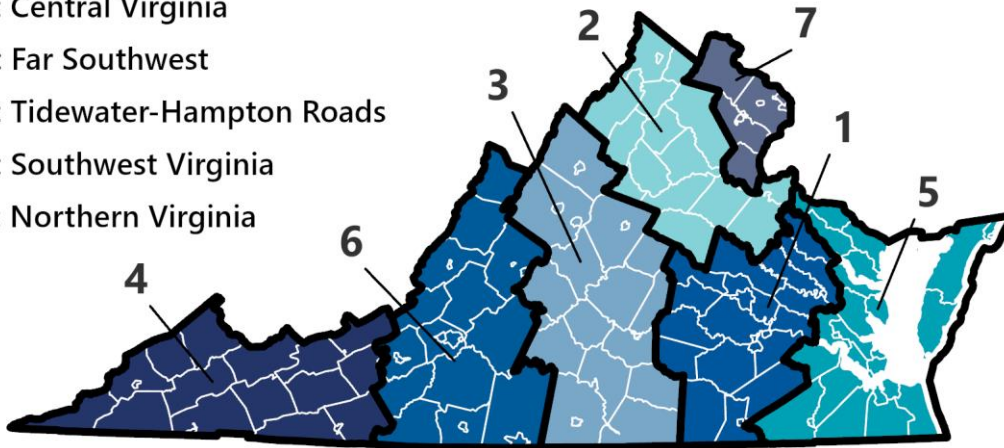 : Central Virginia
: Far Southwest
: Tidewater-Hampton Roads
: Southwest Virginia
: Northern Virginia
2
7
3
1
5
6
4